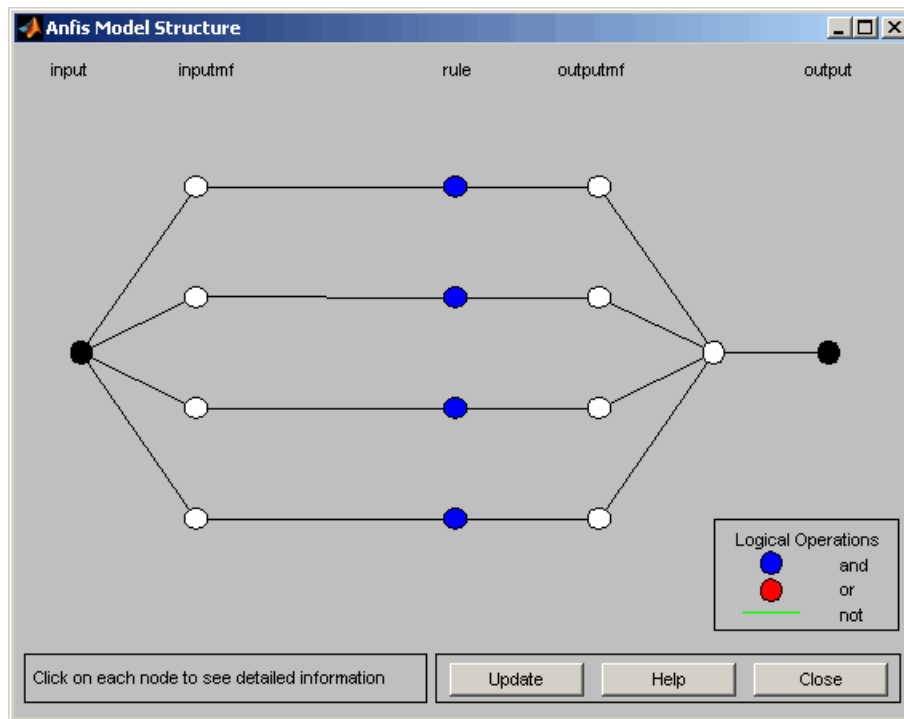 Anfis Model Structure
input inputmf rule outputmf output
Logical Operations
and
or
not
Click on each node to see detailed information
Update Help Close